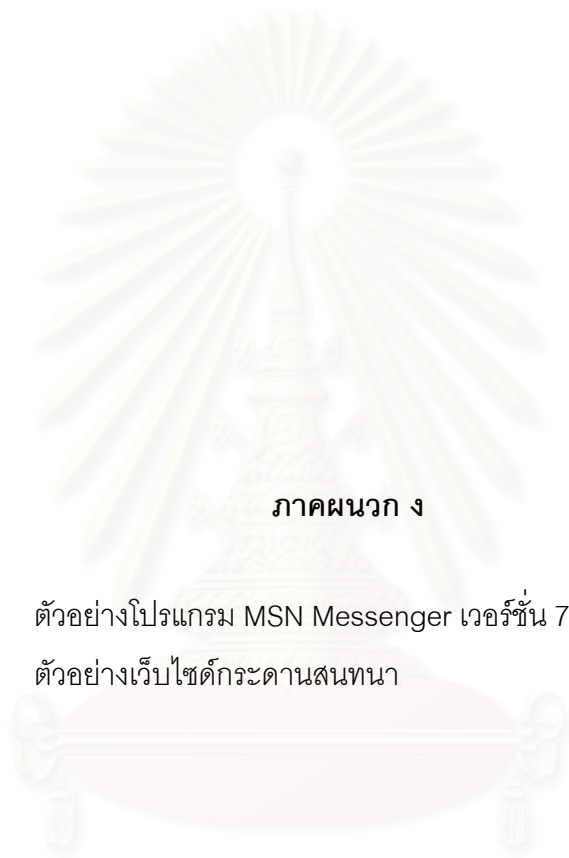 ภาคผนวก ง
ตัวอย่างโปรแกรม MSN Messenger เวอร์ชั่น 7
ตัวอย่างเว็บไซด์กระดานสนทนา